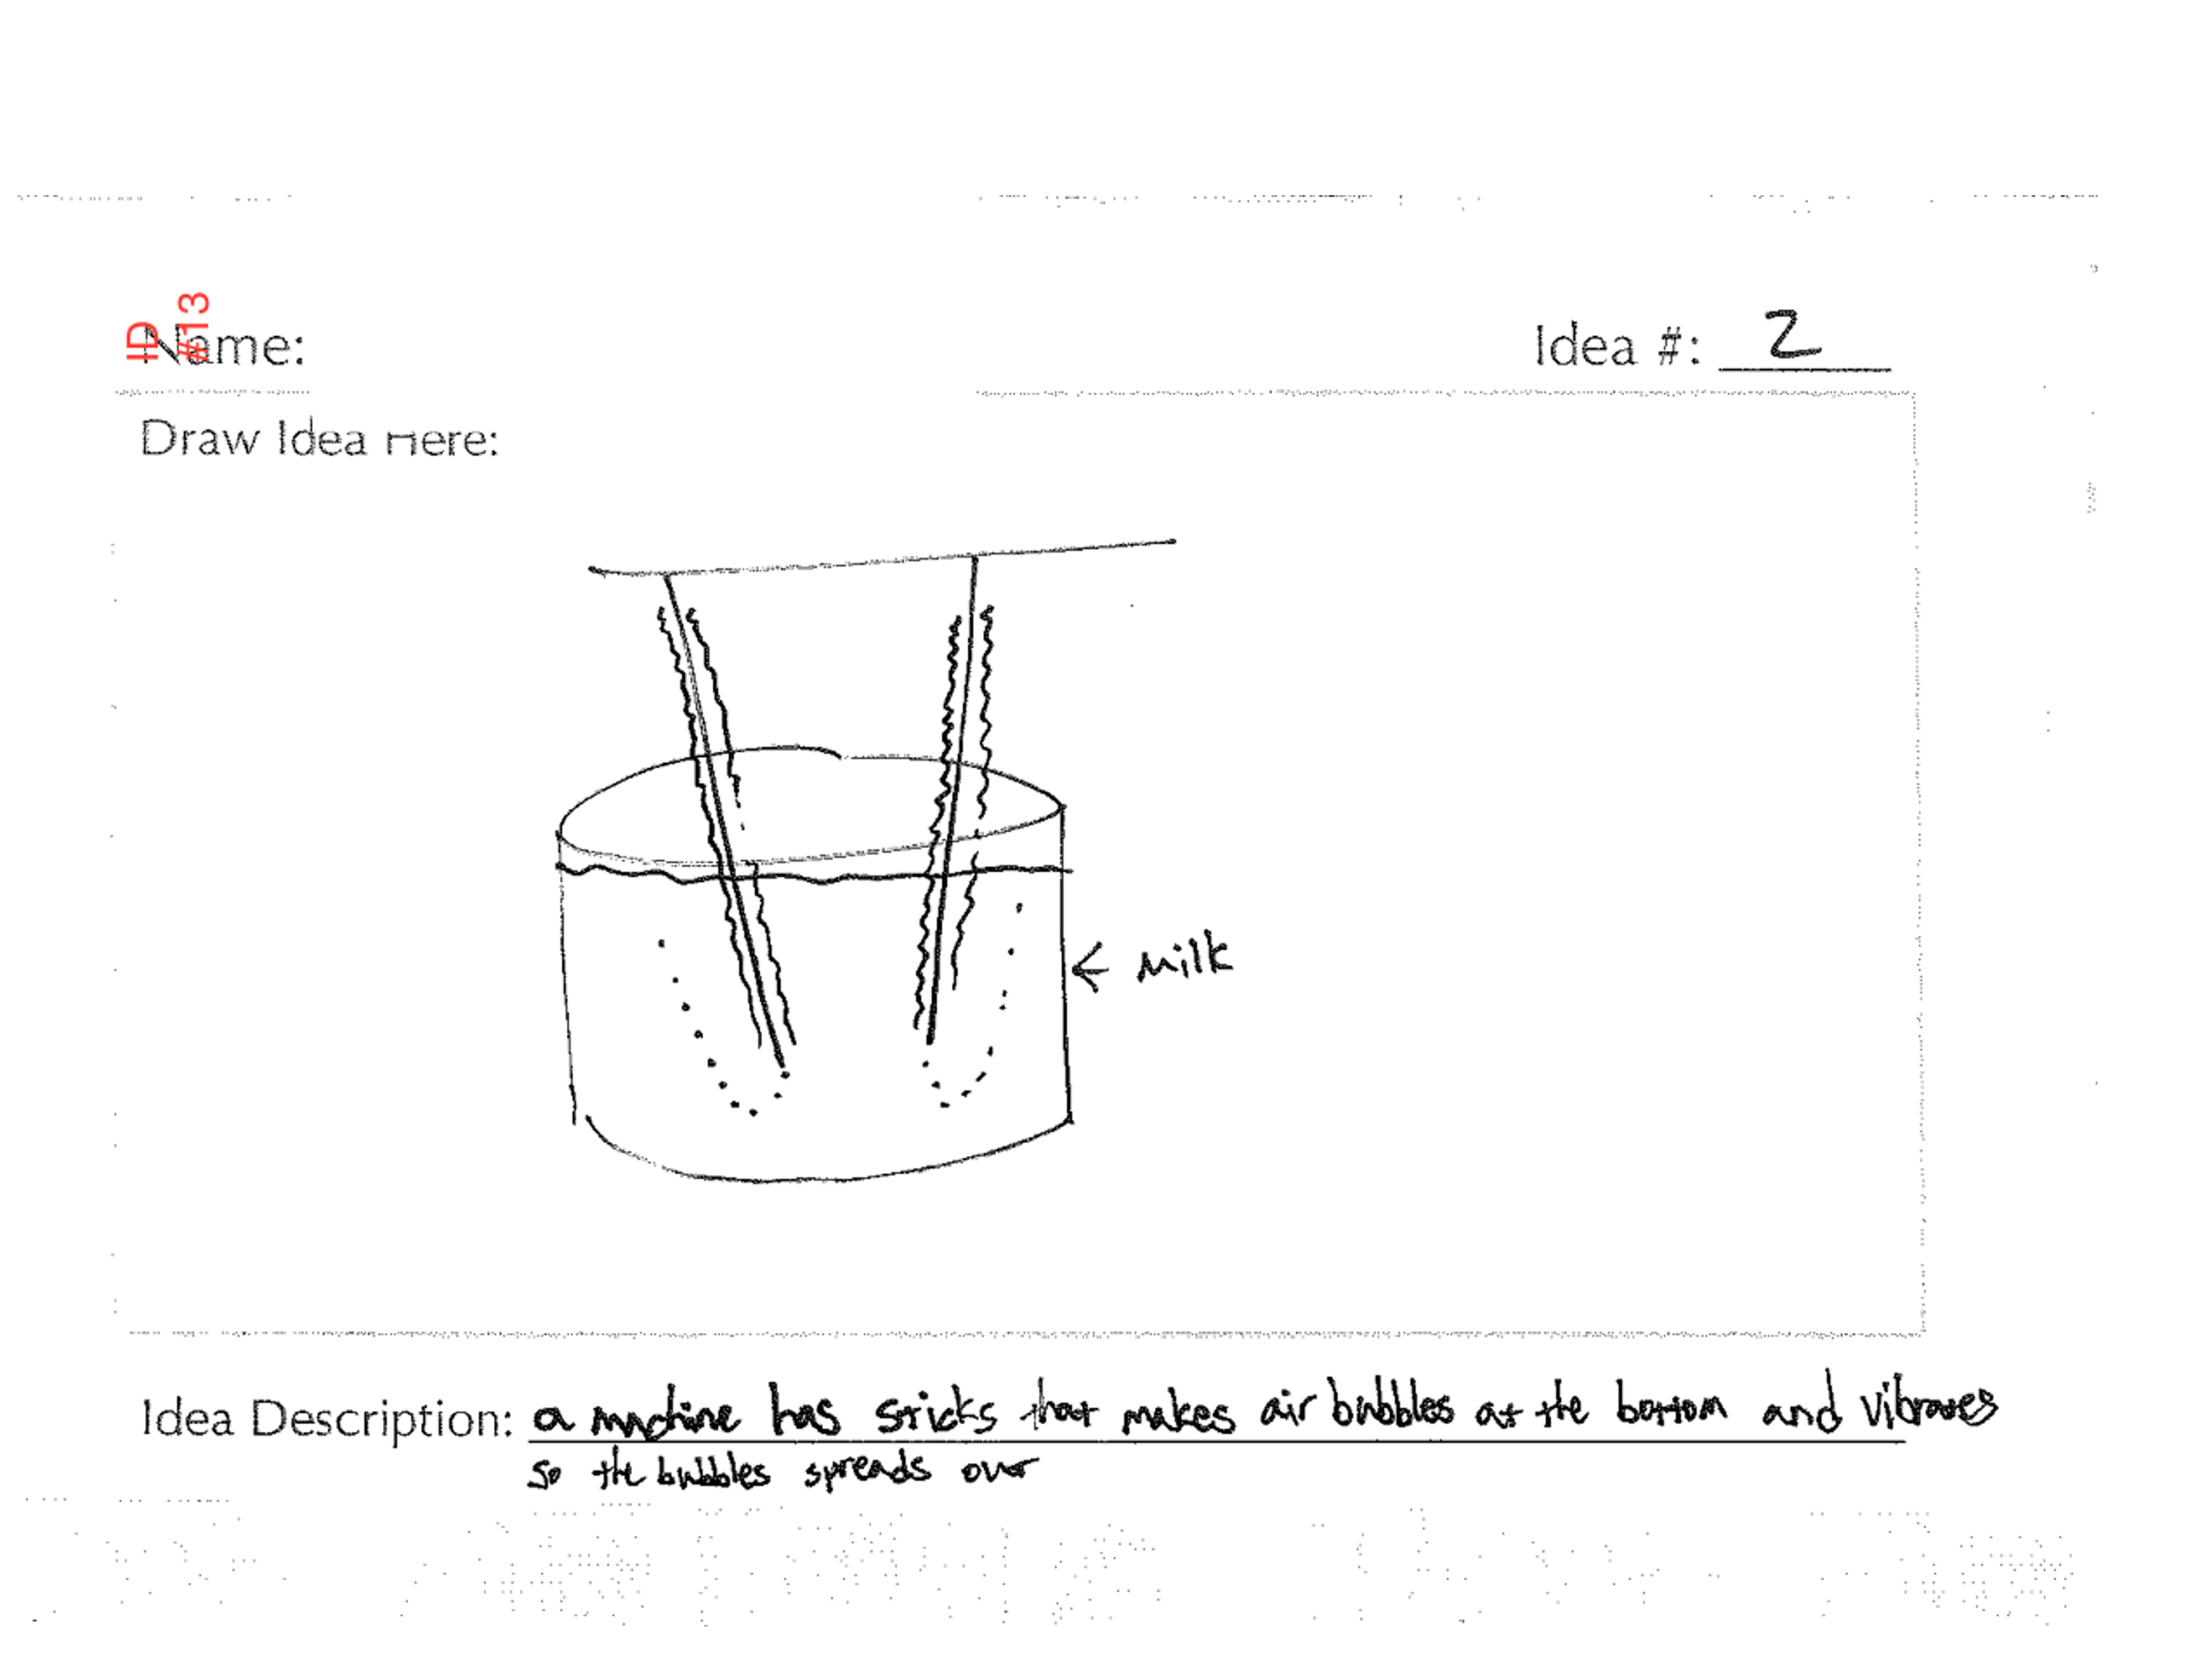 ID
#13
Name:
Idea #: 2
Draw Idea Here:
← Milk
Idea Description: a machine has sticks that makes air bubbles at the bottom and vibrates
so the bubbles spreads over